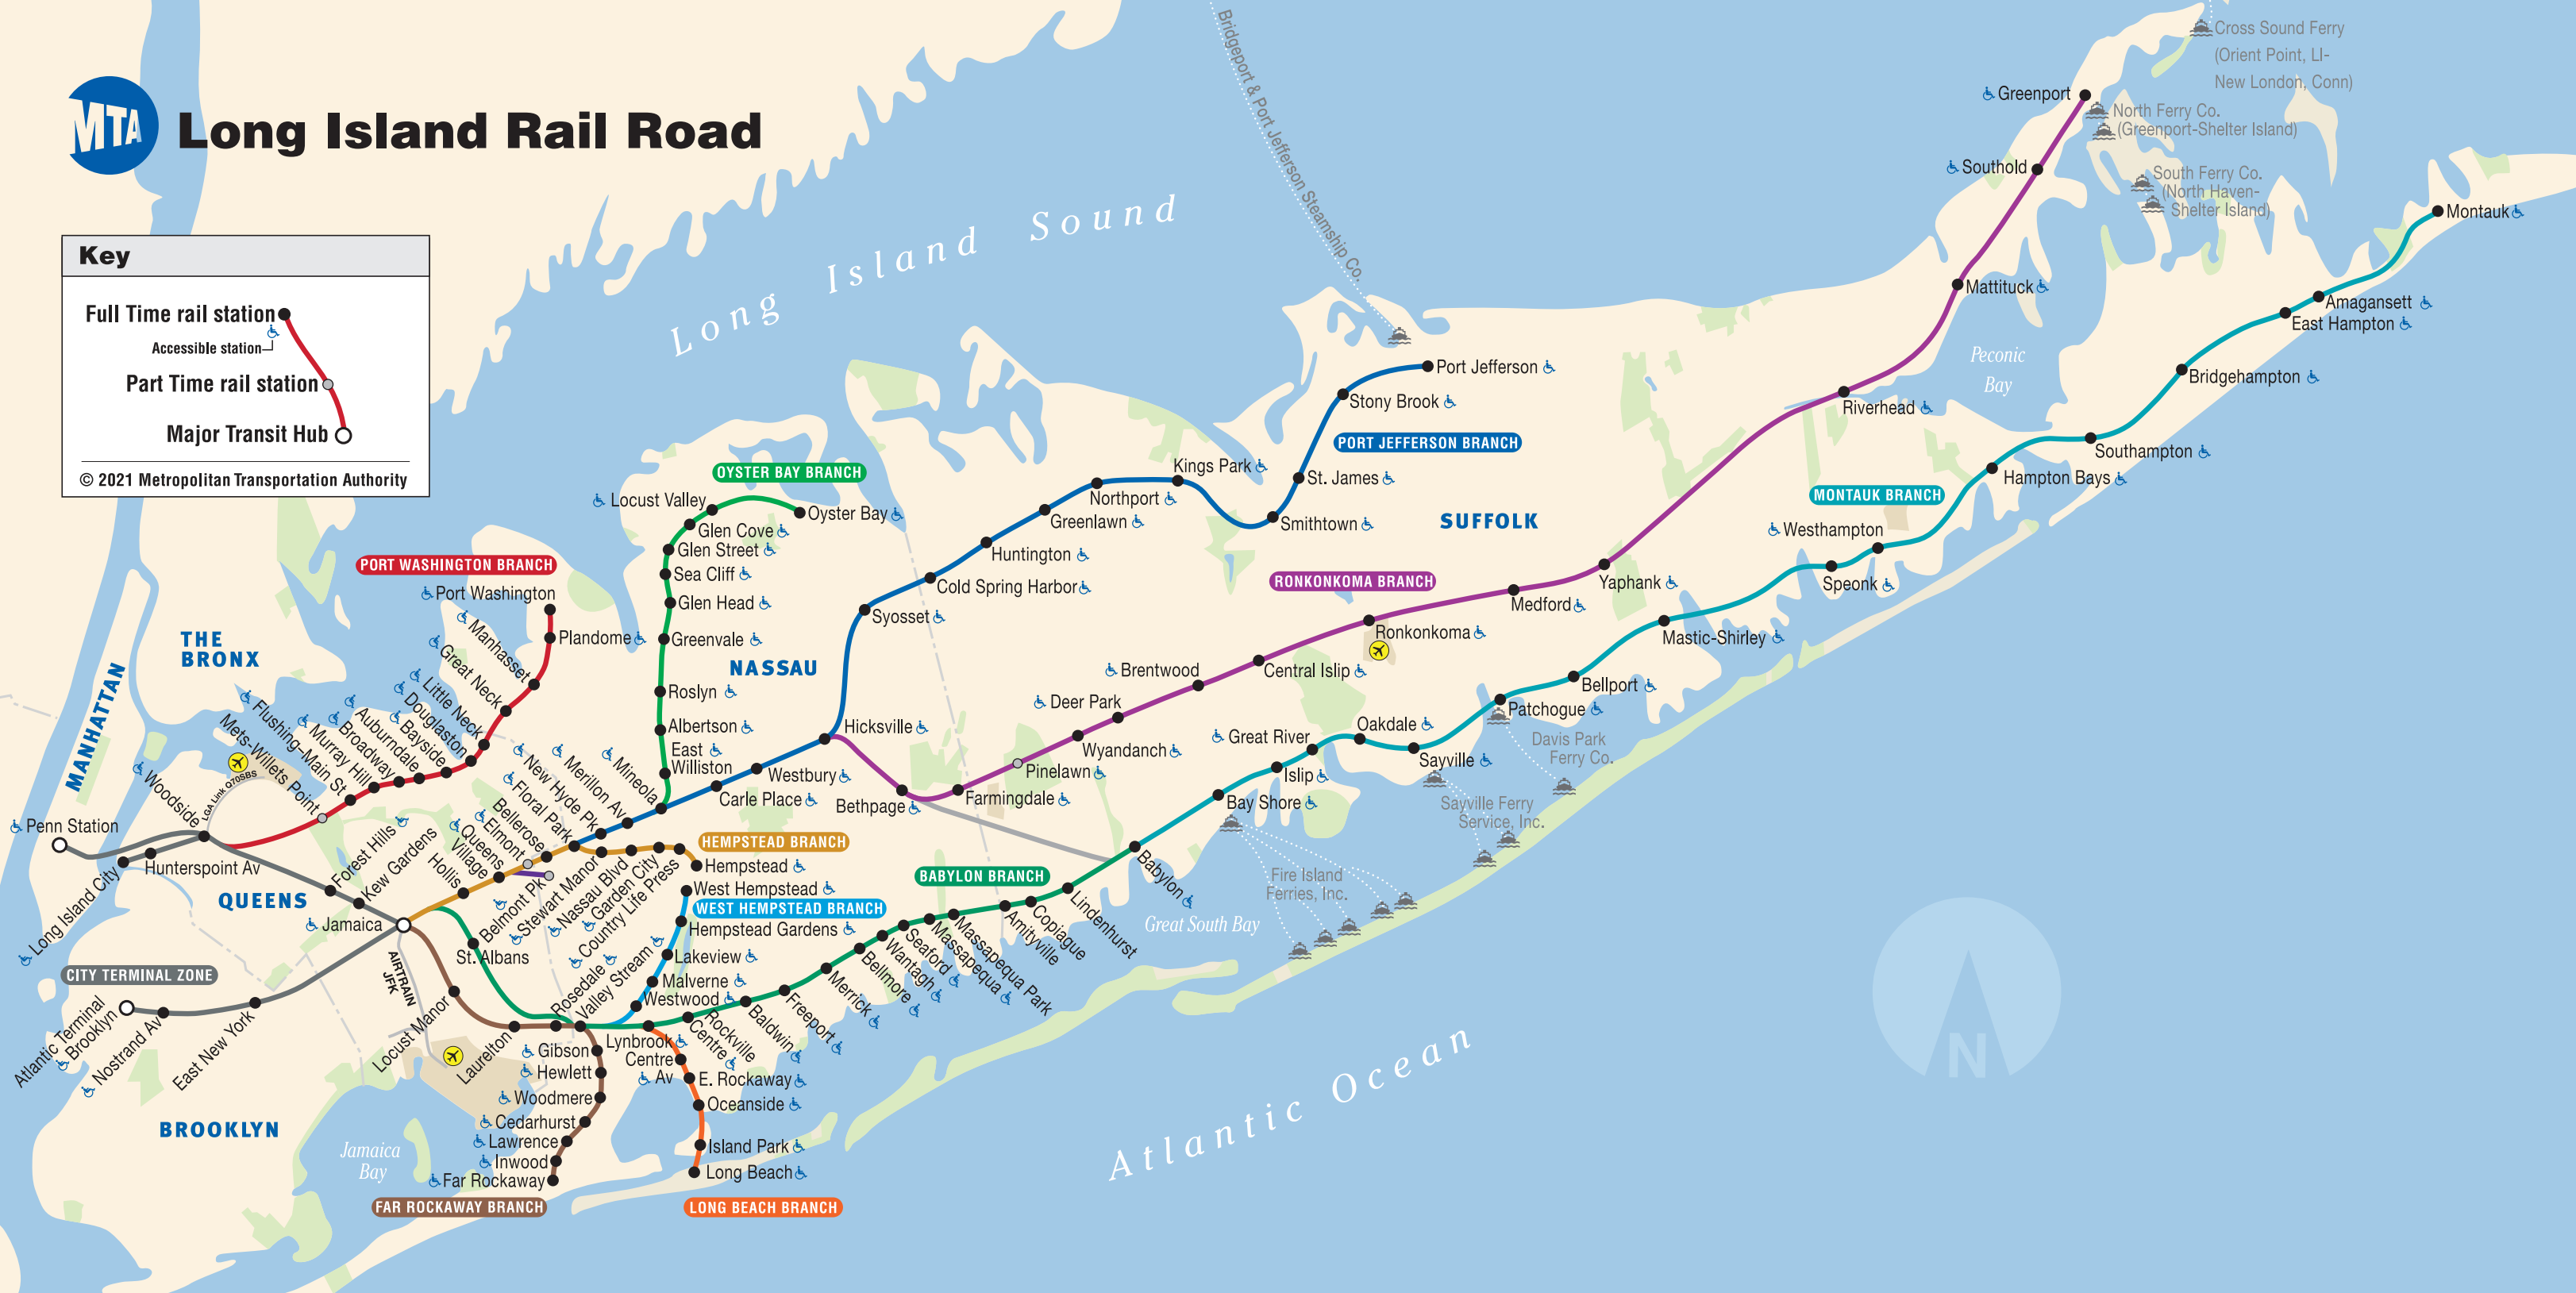 MTA
Long Island Rail Road
Key
Full Time rail station
Accessible station
Part Time rail station
Major Transit Hub
© 2021 Metropolitan Transportation Authority
Long Island Sound
Bridgeport & Port Jefferson Steamship Co.
Cross Sound Ferry
(Orient Point, LI-
New London, Conn)
Greenport
North Ferry Co.
(Greenport-Shelter Island)
Southold
South Ferry Co.
(North Haven-
Shelter Island)
Montauk
Mattituck
Amagansett
East Hampton
Peconic
Bay
Bridgehampton
Riverhead
Southampton
Hampton Bays
MONTAUK BRANCH
Westhampton
Speonk
Port Jefferson
Stony Brook
PORT JEFFERSON BRANCH
Kings Park
St. James
Northport
Smithtown
Greenlawn
SUFFOLK
Huntington
Cold Spring Harbor
Syosset
RONKONKOMA BRANCH
Yaphank
Medford
Ronkonkoma
Mastic-Shirley
Central Islip
Brentwood
Bellport
Deer Park
Patchogue
Wyandanch
Oakdale
Great River
Sayville
Davis Park
Ferry Co.
Pinelawn
Islip
Farmingdale
Bay Shore
Sayville Ferry
Service, Inc.
Bethpage
Hicksville
OYSTER BAY BRANCH
Locust Valley
Oyster Bay
Glen Cove
Glen Street
Sea Cliff
Glen Head
Greenvale
NASSAU
Roslyn
Albertson
East
Williston
Westbury
Carle Place
PORT WASHINGTON BRANCH
Port Washington
Plandome
Manhasset
Great Neck
Little Neck
Douglaston
Bayside
Auburndale
Broadway
Murray Hill
Flushing–Main St
Mets-Willets Point
THE
BRONX
MANHATTAN
LGA Link Q70SBS
Woodside
Penn Station
Hunterspoint Av
Long Island City
Forest Hills
Kew Gardens
QUEENS
Jamaica
Hollis
Queens
Village
Elmont
Bellerose
Floral Park
New Hyde Pk
Merillon Av
Mineola
HEMPSTEAD BRANCH
Hempstead
Belmont Pk
Stewart Manor
Nassau Blvd
Garden City
Country Life Press
West Hempstead
WEST HEMPSTEAD BRANCH
Hempstead Gardens
Lakeview
Malverne
Westwood
St. Albans
BABYLON BRANCH
Babylon
Lindenhurst
Copiague
Amityville
Massapequa Park
Massapequa
Seaford
Wantagh
Bellmore
Merrick
Freeport
Baldwin
Rockville
Centre
Lynbrook
Great South Bay
Fire Island
Ferries, Inc.
CITY TERMINAL ZONE
Atlantic Terminal
Brooklyn
Nostrand Av
East New York
AIRTRAIN
JFK
Locust Manor
Laurelton
Rosedale
Valley Stream
Gibson
Hewlett
Woodmere
Cedarhurst
Lawrence
Inwood
Far Rockaway
FAR ROCKAWAY BRANCH
Centre
Av
E. Rockaway
Oceanside
Island Park
Long Beach
LONG BEACH BRANCH
BROOKLYN
Jamaica
Bay
Atlantic Ocean
N